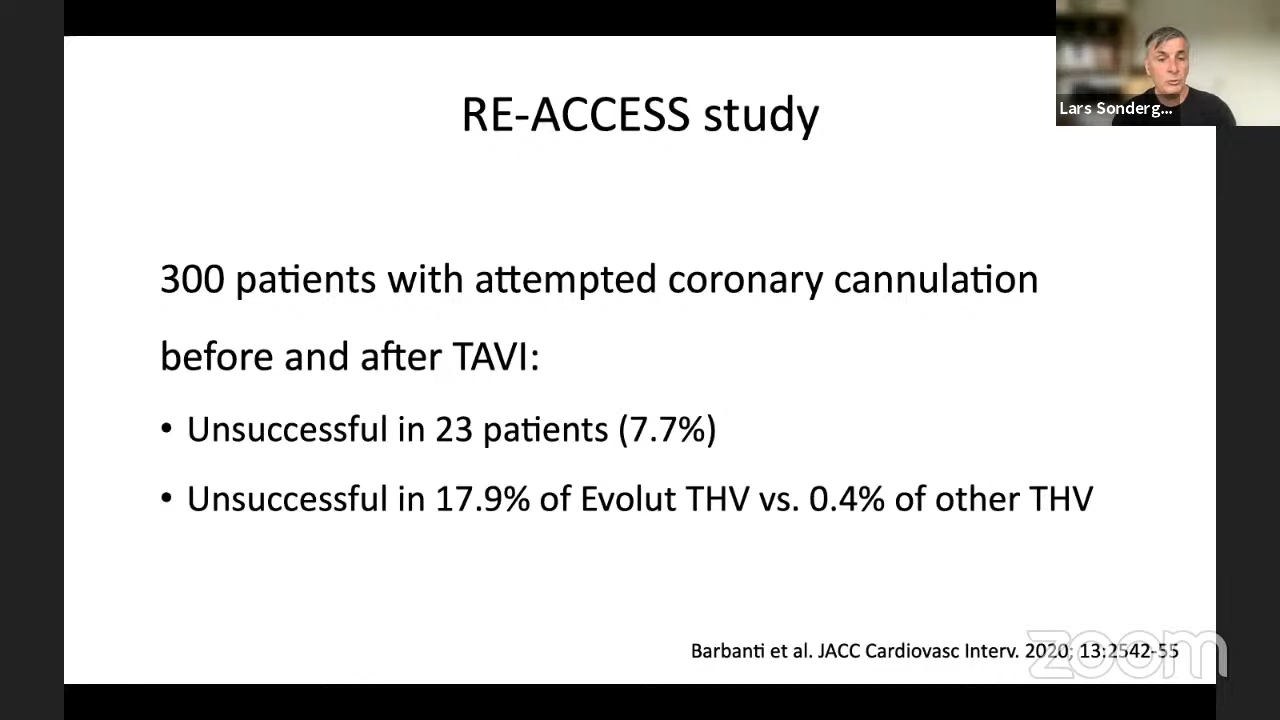 RE-ACCESS study
Lars Sonderg...
300 patients with attempted coronary cannulation
before and after TAVI:
• Unsuccessful in 23 patients (7.7%)
• Unsuccessful in 17.9% of Evolut THV vs. 0.4% of other THV
Barbanti et al. JACC Cardiovasc Interv. 2020; 13:2542-55
zoom